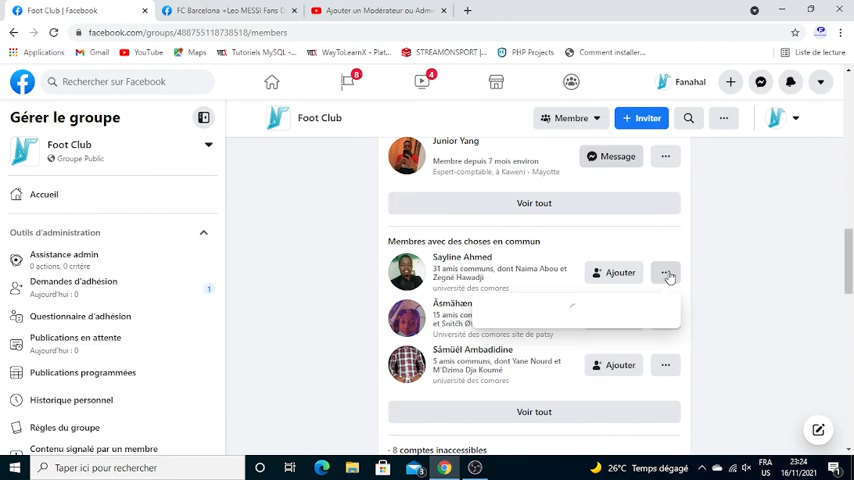 Foot Club | Facebook
FC Barcelona +Leo MESSI Fans D
Ajouter un Modérateur ou Adm
facebook.com/groups/488755118738518/members
Applications
Gmail
YouTube
Maps
Tutoriels MySQL -...
WayToLearnX - Plat...
STREAMONSPORT |...
PHP Projects
Comment installer...
Liste de lecture
Rechercher sur Facebook
8
4
Fanahal
Gérer le groupe
Foot Club
Groupe Public
Foot Club
Membre
+ Inviter
Accueil
Outils d'administration
Assistance admin
0 actions, 0 critère
Demandes d'adhésion
Aujourd'hui : 0
1
Questionnaire d'adhésion
Publications en attente
Aujourd'hui : 0
Publications programmées
Historique personnel
Règles du groupe
Contenu signalé par un membre
Junior Yang
Membre depuis 7 mois environ
Expert-comptable, à Kaweni - Mayotte
Message
Voir tout
Membres avec des choses en commun
Sayline Ahmed
31 amis communs, dont Naima Abou et
Zegné Hawadji
université des comores
Ajouter
Äsmähæn
15 amis com
Universite des comores site de patsy
Såmüël Ambadidine
5 amis communs, dont Yane Nourd et
M'Dzima Dja Koumé
université des comores
Ajouter
Voir tout
· 8 comptes inaccessibles
Taper ici pour rechercher
3
26°C Temps dégagé
FRA
US
23:24
16/11/2021
1